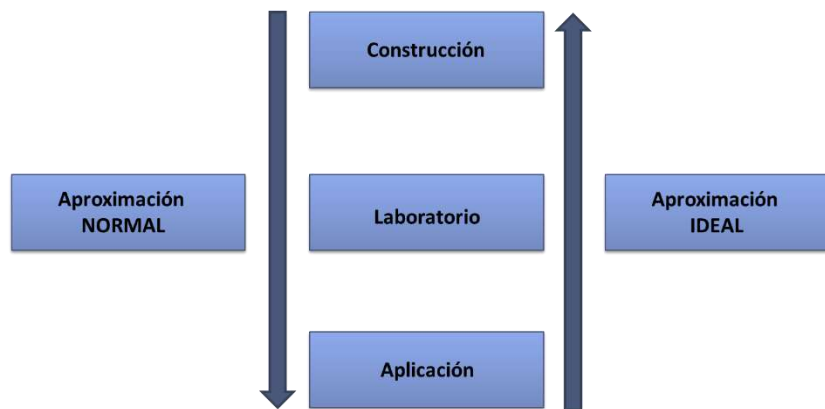 Construcción
Aproximación
NORMAL
Laboratorio
Aproximación
IDEAL
Aplicación